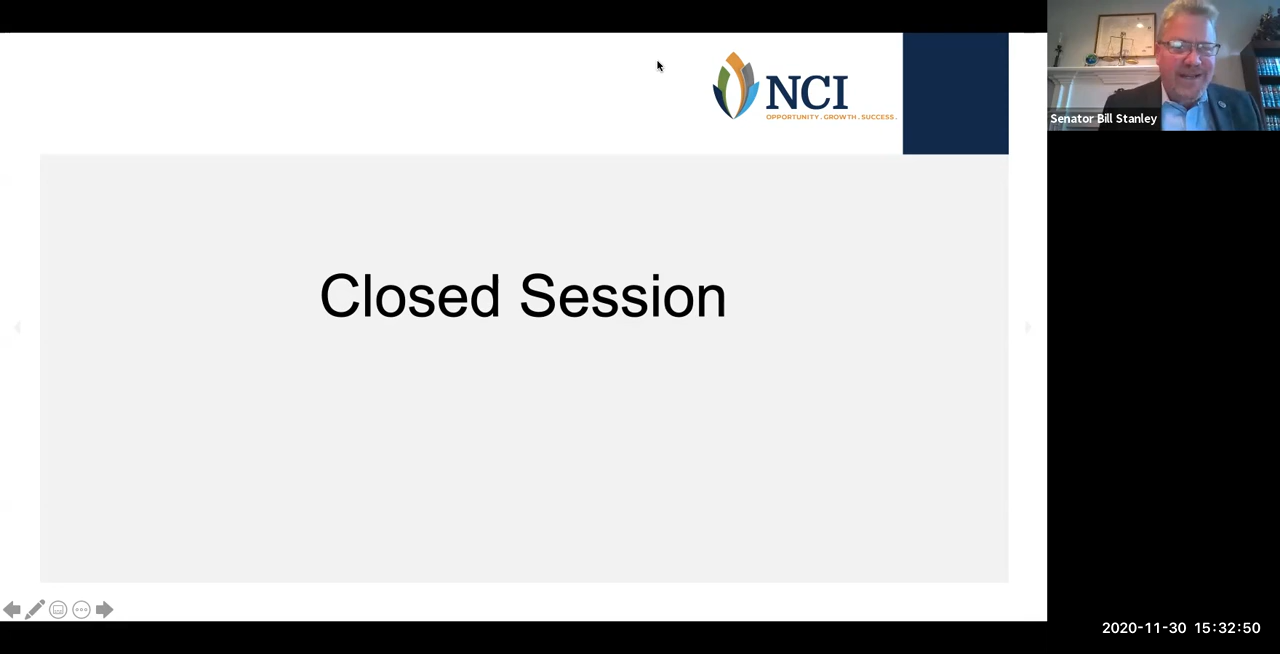 NCI
OPPORTUNITY. GROWTH. SUCCESS.
Senator Bill Stanley
Closed Session
2020-11-30 15:32:50